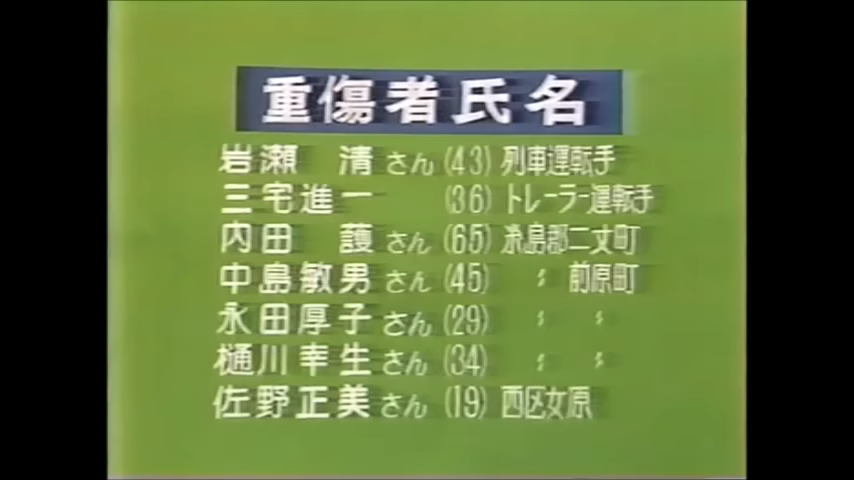 重傷者氏名
岩瀬　清さん(43)列車運転手
三宅進一　(36)トレーラー運転手
内田　護さん(65)糸島郡二丈町
中島敏男さん(45)　〃　前原町
永田厚子さん(29)　〃　〃
樋川幸生さん(34)　〃　〃
佐野正美さん(19)西区女原